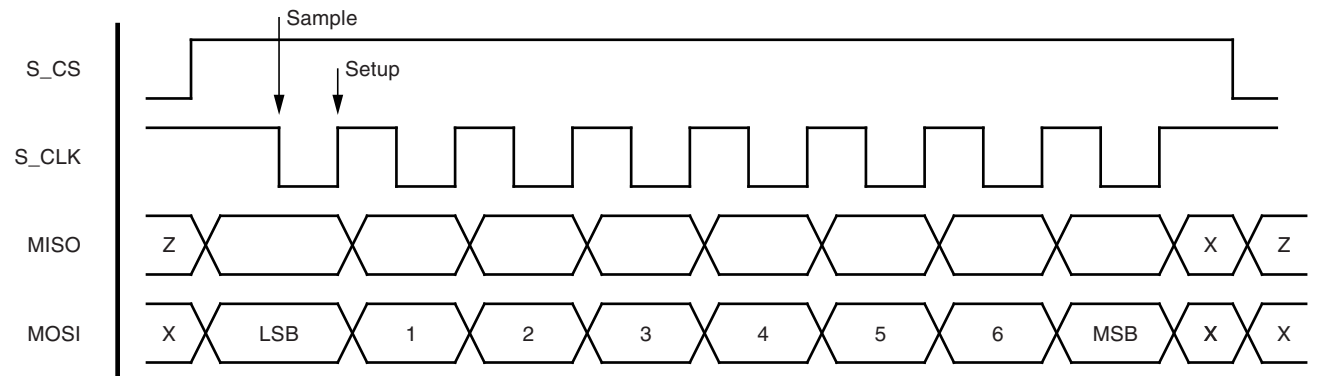 Sample
S_CS
Setup
S_CLK
MISO Z X Z
MOSI X LSB 1 2 3 4 5 6 MSB X X